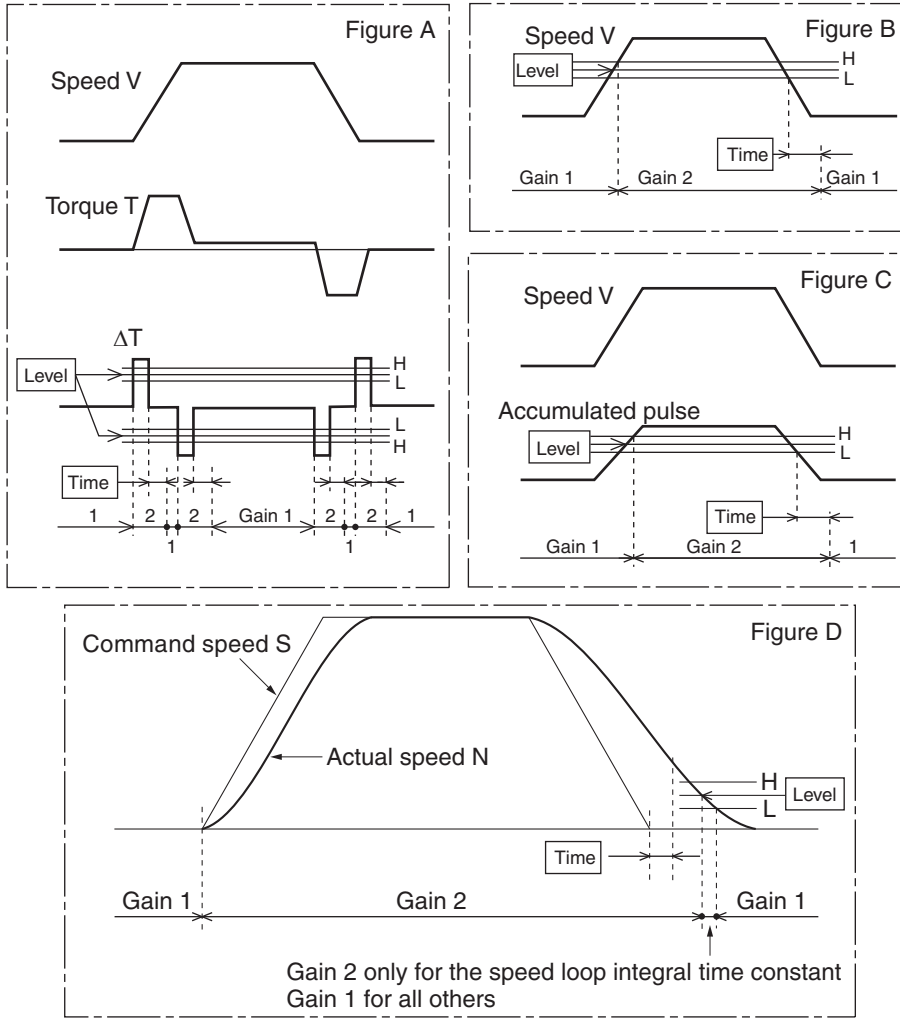 Figure A
Speed V
Torque T
ΔT
H
L
Level
L
H
Time
1 2 2 Gain 1 2 2 1
1 1
Figure B
Speed V
Level
H
L
Time
Gain 1 Gain 2 Gain 1
Figure C
Speed V
Accumulated pulse
Level
H
L
Time
Gain 1 Gain 2 1
Figure D
Command speed S
Actual speed N
H
Level
L
Time
Gain 1 Gain 2 Gain 1
Gain 2 only for the speed loop integral time constant
Gain 1 for all others